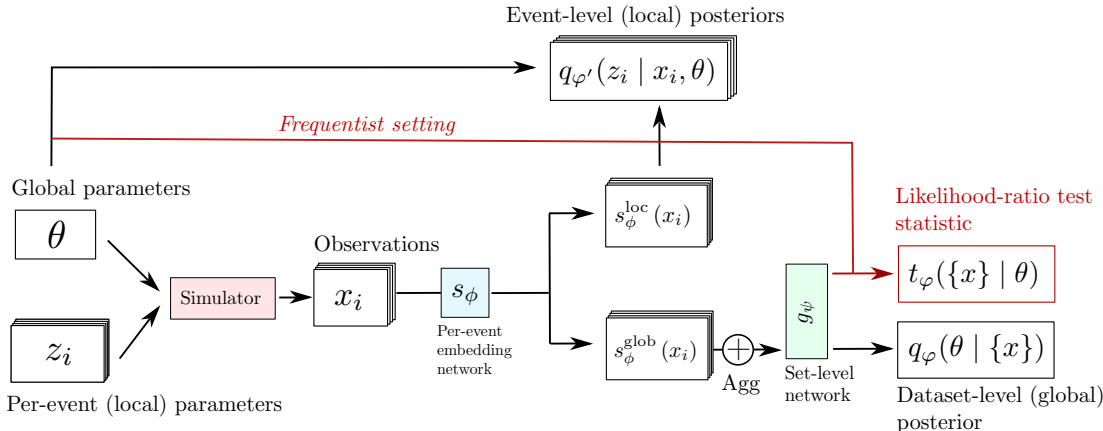 Event-level (local) posteriors
q_φ′(z_i | x_i, θ)
Frequentist setting
Global parameters
θ
Likelihood-ratio test
statistic
t_φ({x} | θ)
s_ϕ^loc (x_i)
Observations
Simulator
x_i
s_ϕ
Per-event
embedding
network
z_i
Per-event (local) parameters
s_ϕ^glob (x_i)
+
Agg
g_ψ
Set-level
network
q_φ(θ | {x})
Dataset-level (global)
posterior